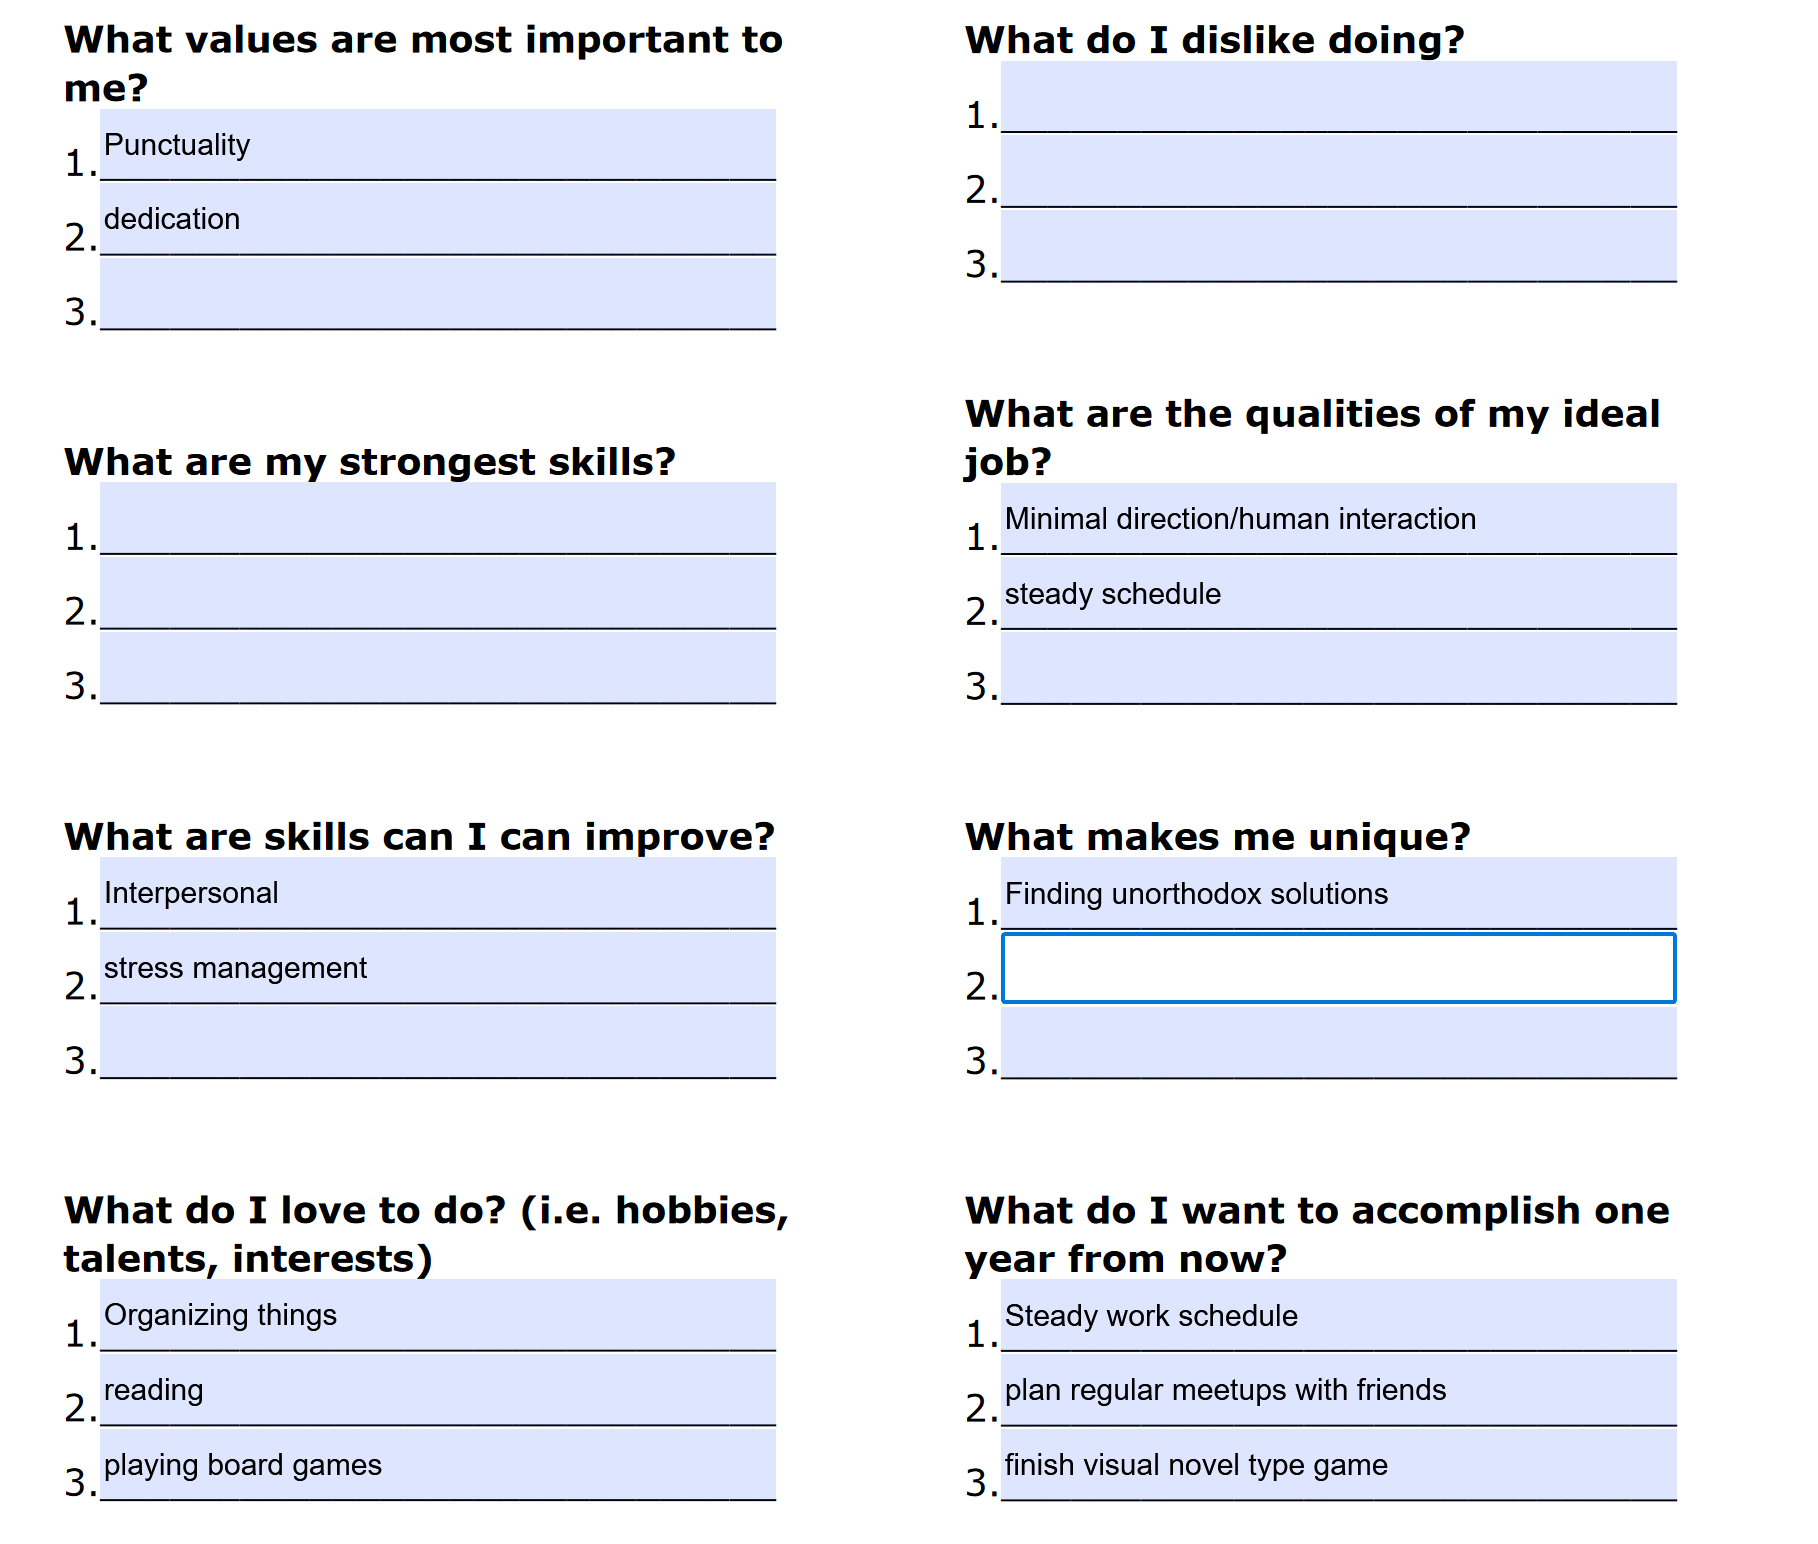 What values are most important to
me?
1. Punctuality
2. dedication
3.
What are my strongest skills?
1.
2.
3.
What are skills can I can improve?
1. Interpersonal
2. stress management
3.
What do I love to do? (i.e. hobbies,
talents, interests)
1. Organizing things
2. reading
3. playing board games
What do I dislike doing?
1.
2.
3.
What are the qualities of my ideal
job?
1. Minimal direction/human interaction
2. steady schedule
3.
What makes me unique?
1. Finding unorthodox solutions
2.
3.
What do I want to accomplish one
year from now?
1. Steady work schedule
2. plan regular meetups with friends
3. finish visual novel type game